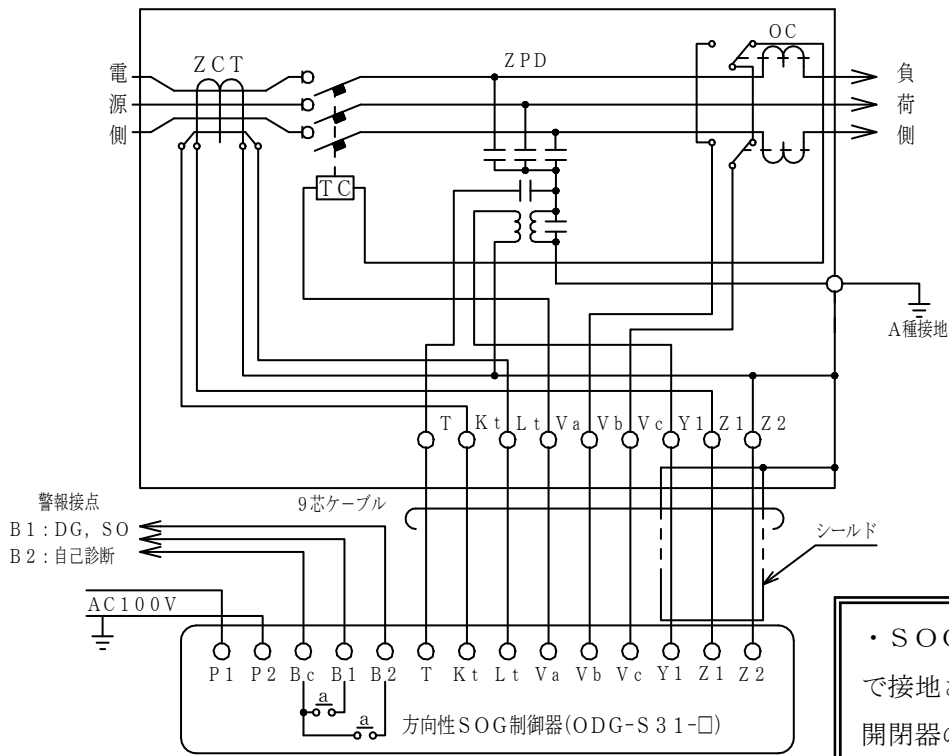 OC
ZCT
ZPD
電源側
負荷側
TC
A種接地
T Kt Lt Va Vb Vc Y1 Z1 Z2
警報接点
B1：DG，SO
B2：自己診断
9芯ケーブル
シールド
AC100V
P1 P2 Bc B1 B2 T Kt Lt Va Vb Vc Y1 Z1 Z2
a
a
方向性SOG制御器(ODG-S31-□)
・SOG
で接地さ
開閉器の